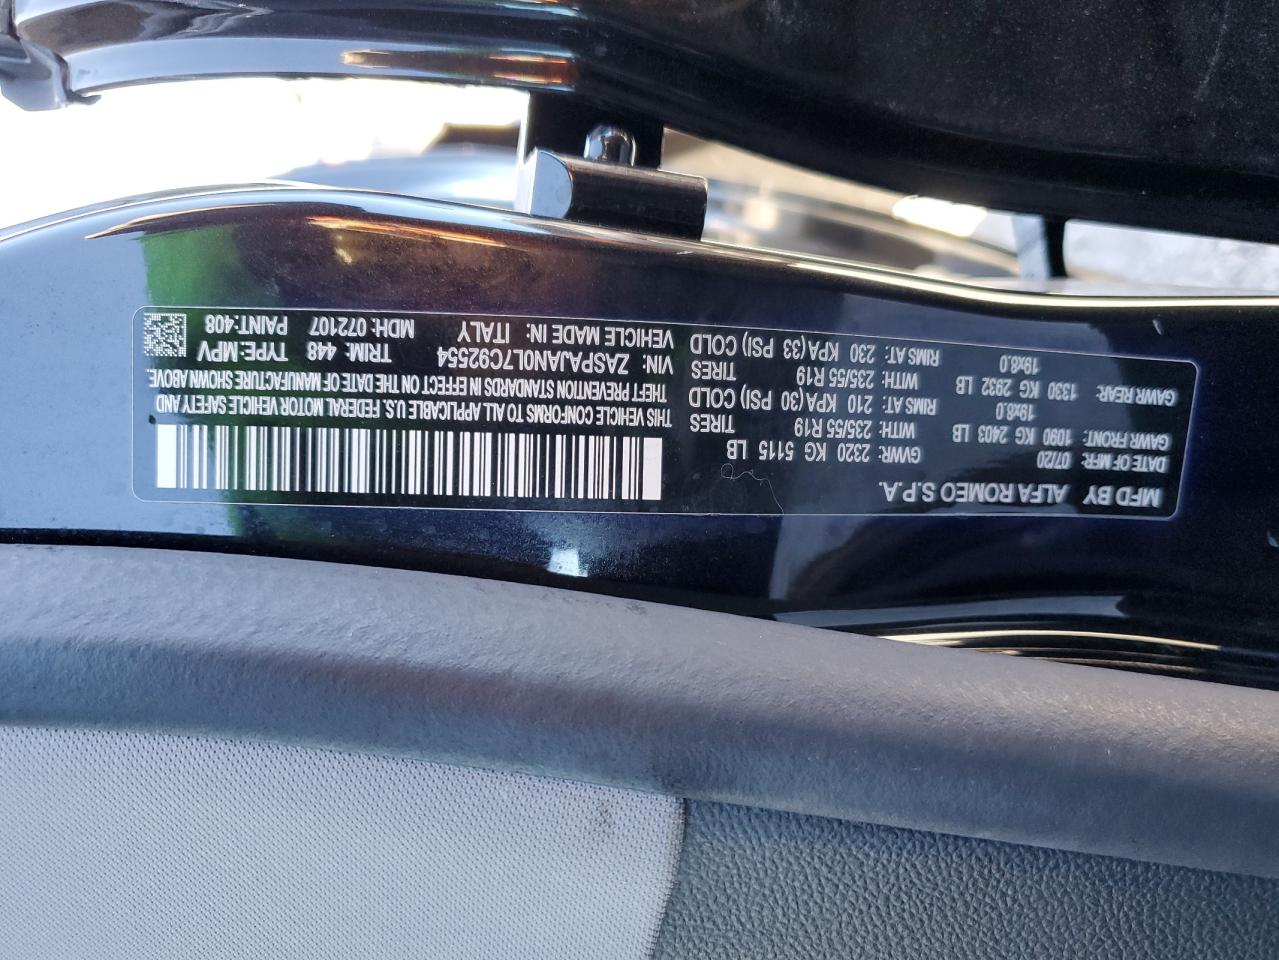 MFD BY ALFA ROMEO S.P.A.
DATE OF MFR: 07/20 GVWR: 2320 KG 5115 LB
GAWR FRONT: WITH: 235/55 R19 TIRES
1090 KG 2403 LB 19x8.0 RIMS AT: 210 KPA(30 PSI) COLD
GAWR REAR: WITH: 235/55 R19 TIRES
1330 KG 2932 LB 19x8.0 RIMS AT: 230 KPA(33 PSI) COLD
THIS VEHICLE CONFORMS TO ALL APPLICABLE U.S. FEDERAL MOTOR VEHICLE SAFETY AND
THEFT PREVENTION STANDARDS IN EFFECT ON THE DATE OF MANUFACTURE SHOWN ABOVE.
VIN: ZASPAJAN0L7C92554 TRIM: 448 TYPE:MPV
VEHICLE MADE IN: ITALY MDH: 072107 PAINT:408